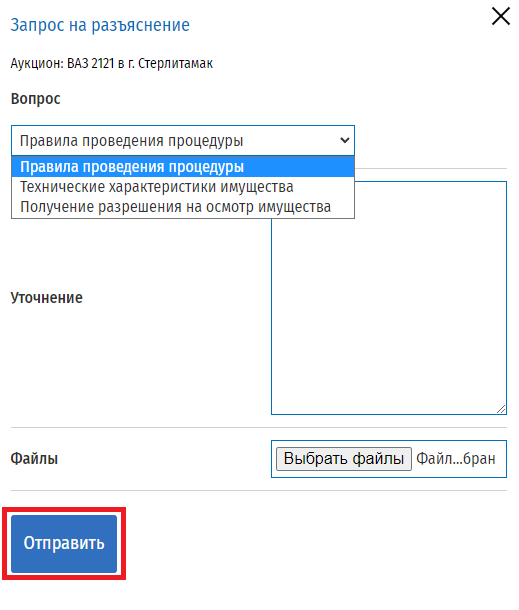 Запрос на разъяснение
Аукцион: ВАЗ 2121 в г. Стерлитамак
Вопрос
Правила проведения процедуры
Правила проведения процедуры
Технические характеристики имущества
Получение разрешения на осмотр имущества
Уточнение
Файлы
Выбрать файлы Файл...бран
Отправить